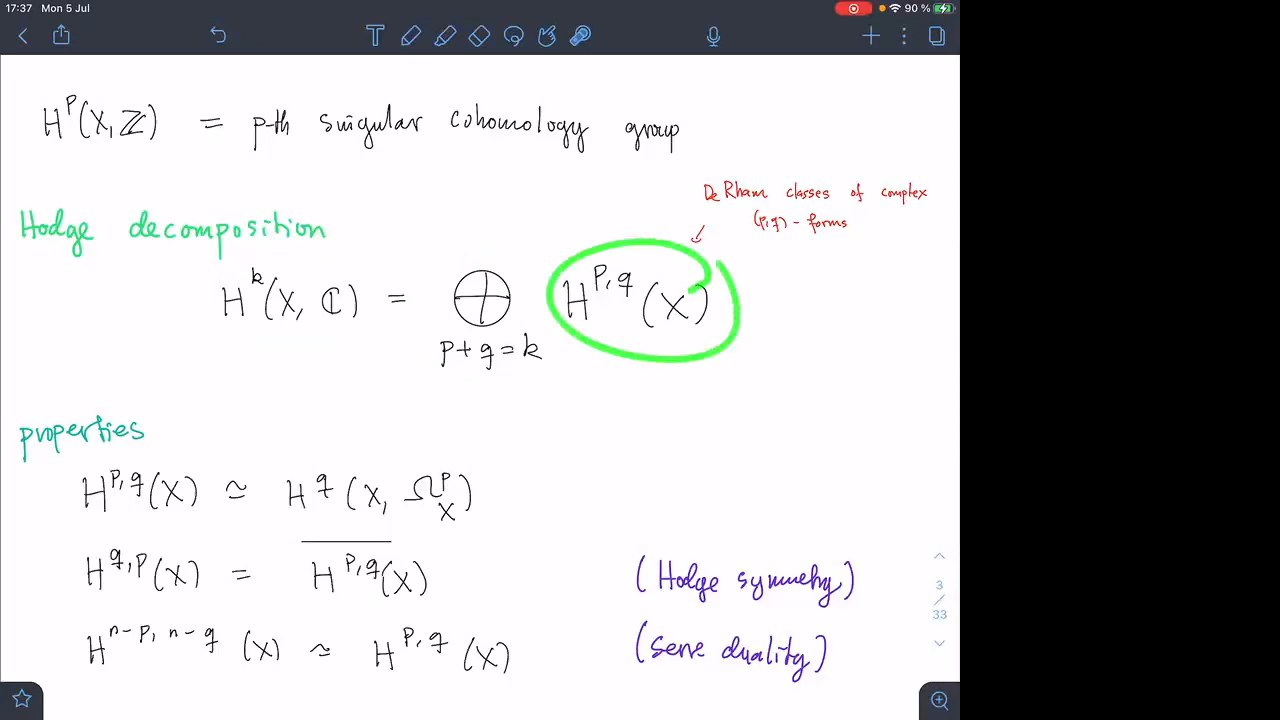 17:37 Mon 5 Jul
90 %
H^p(X, ℤ) = p-th singular cohomology group
De Rham classes of complex
(p,q) - forms
Hodge decomposition
H^k(X, ℂ) = ⊕_{p+q=k} H^{p,q}(X)
properties
H^{p,q}(X) ≃ H^q(X, Ω^p_X)
H^{q,p}(X) = \overline{H^{p,q}(X)} (Hodge symmetry)
H^{n-p, n-q}(X) ≃ H^{p,q}(X) (Serre duality)
3
/
33